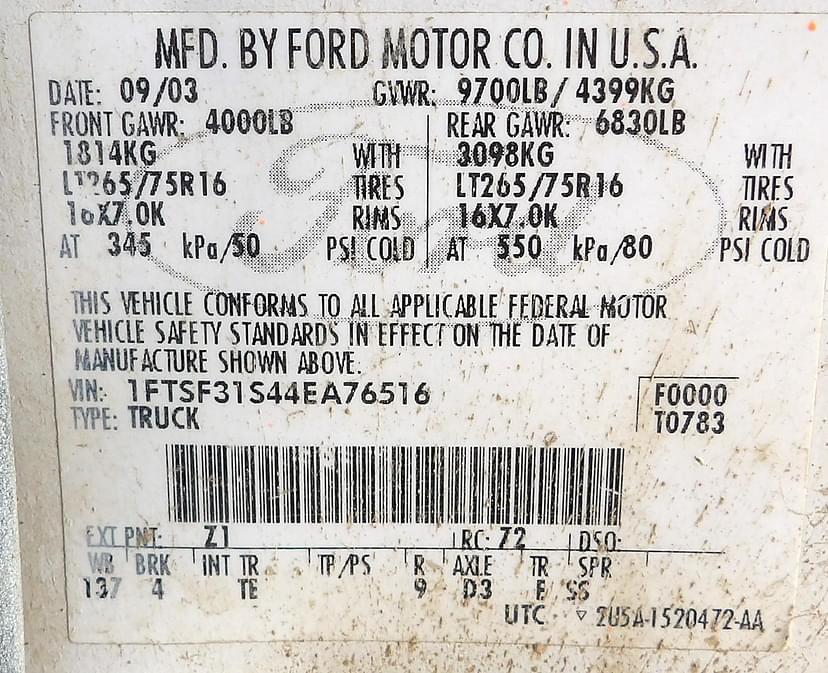 MFD. BY FORD MOTOR CO. IN U.S.A.
DATE: 09/03 GVWR: 9700LB/ 4399KG
FRONT GAWR: 4000LB REAR GAWR: 6830LB
1814KG WITH 3098KG WITH
LT265/75R16 TIRES LT265/75R16 TIRES
16X7.0K RIMS 16X7.0K RIMS
AT 345 kPa/50 PSI COLD AT 550 kPa/80 PSI COLD
Ford
THIS VEHICLE CONFORMS TO ALL APPLICABLE FEDERAL MOTOR
VEHICLE SAFETY STANDARDS IN EFFECT ON THE DATE OF
MANUFACTURE SHOWN ABOVE.
VIN: 1FTSF31S44EA76516 F0000
TYPE: TRUCK T0783
EXT PNT: Z1 RC: 72 DSO:
WB BRK INT TR TP/PS R AXLE TR SPR
137 4 TE 9 D3 F SS
UTC ▽ 2U5A-1520472-AA